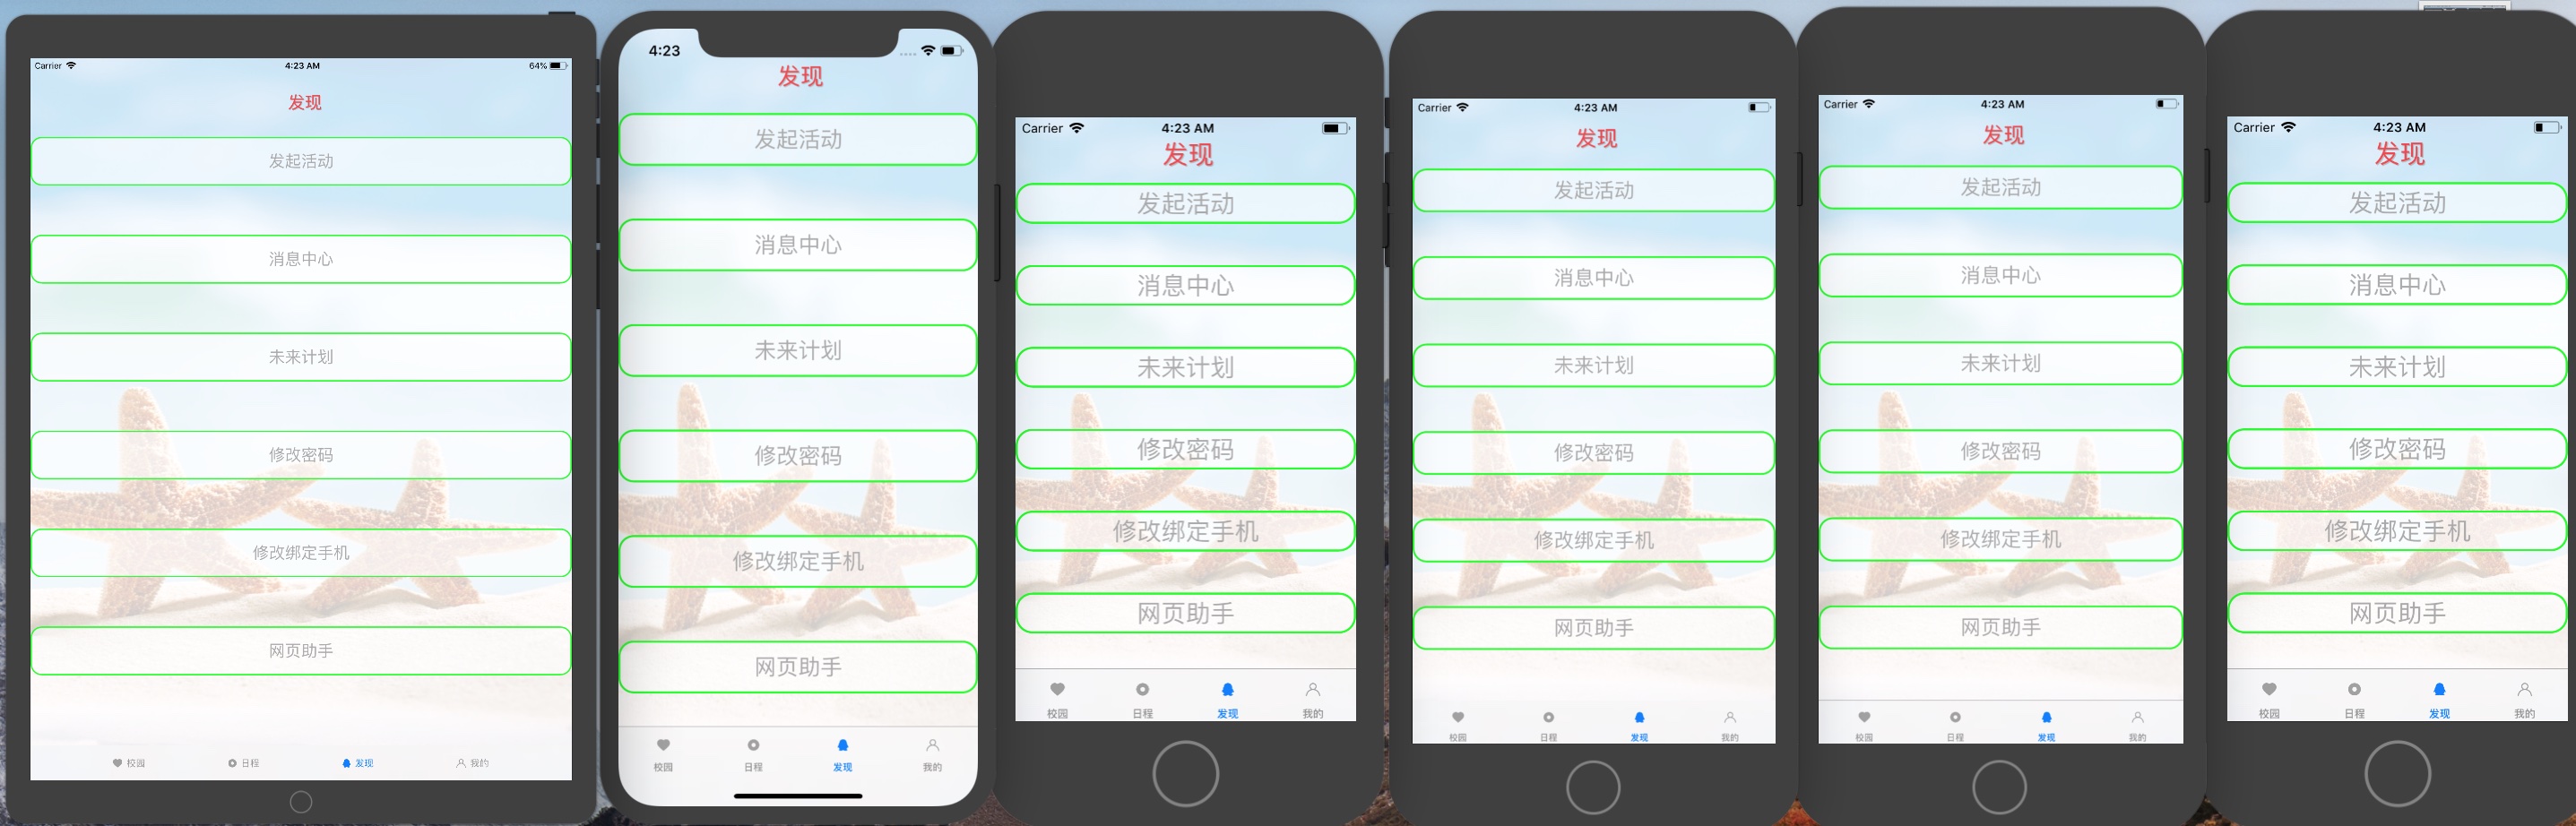 Carrier 4:23 AM 64%
发现
发起活动
消息中心
未来计划
修改密码
修改绑定手机
网页助手
校园 日程 发现 我的
4:23
发现
发起活动
消息中心
未来计划
修改密码
修改绑定手机
网页助手
校园 日程 发现 我的
Carrier 4:23 AM
发现
发起活动
消息中心
未来计划
修改密码
修改绑定手机
网页助手
校园 日程 发现 我的
Carrier 4:23 AM
发现
发起活动
消息中心
未来计划
修改密码
修改绑定手机
网页助手
校园 日程 发现 我的
Carrier 4:23 AM
发现
发起活动
消息中心
未来计划
修改密码
修改绑定手机
网页助手
校园 日程 发现 我的
Carrier 4:23 AM
发现
发起活动
消息中心
未来计划
修改密码
修改绑定手机
网页助手
校园 日程 发现 我的